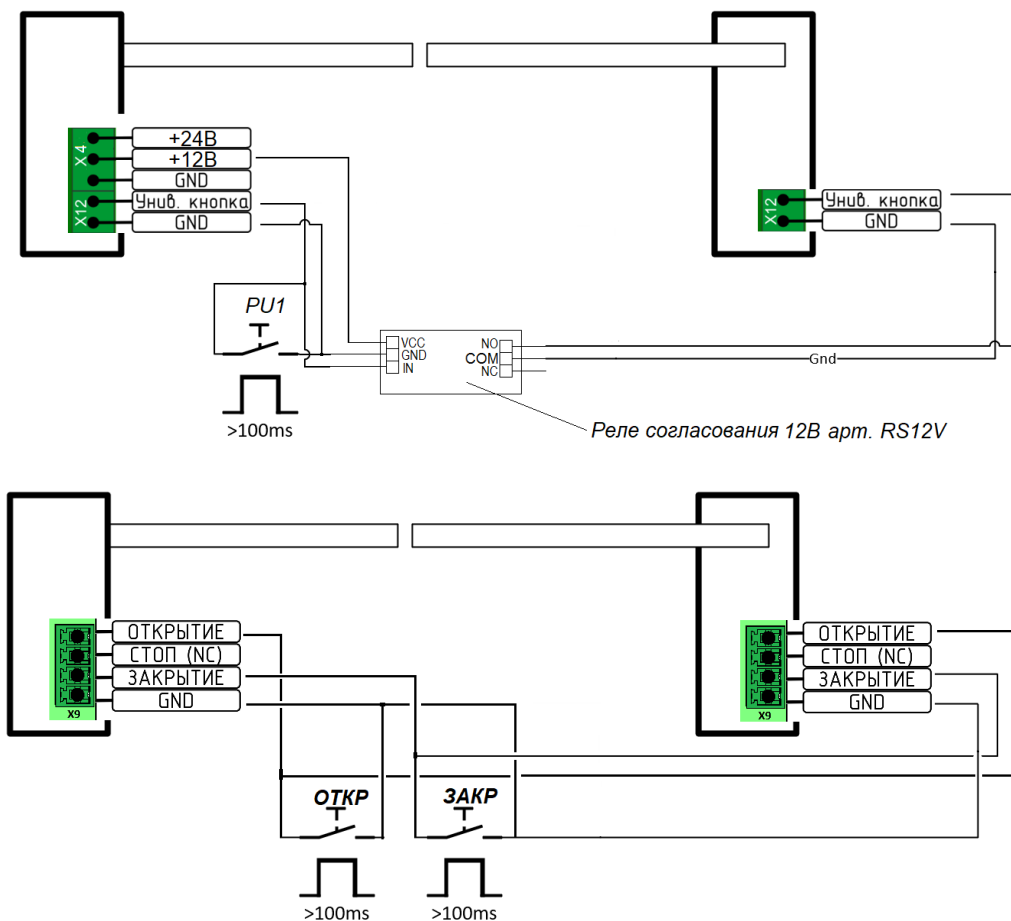 X4
+24В
+12В
GND
X12
Унив. кнопка
GND
X12
Унив. кнопка
GND
PU1
>100ms
VCC
GND
IN
NO
COM
NC
Gnd
Реле согласования 12В арт. RS12V
ОТКРЫТИЕ
СТОП (NC)
ЗАКРЫТИЕ
GND
X9
ОТКРЫТИЕ
СТОП (NC)
ЗАКРЫТИЕ
GND
X9
ОТКР
ЗАКР
>100ms
>100ms